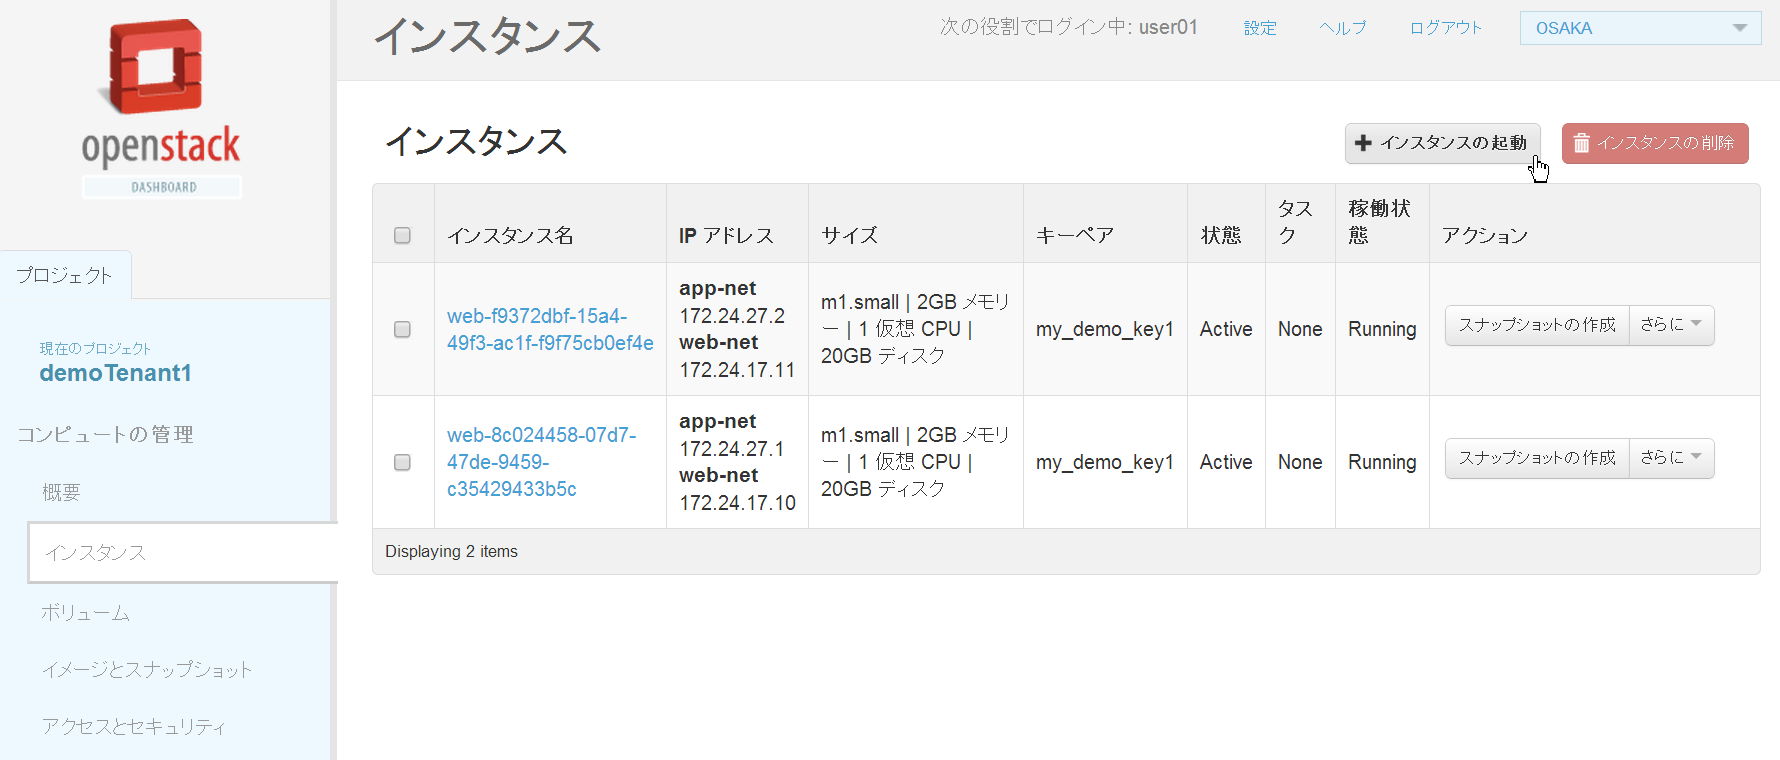 openstack
DASHBOARD
プロジェクト
現在のプロジェクト
demoTenant1
コンピュートの管理
概要
インスタンス
ボリューム
イメージとスナップショット
アクセスとセキュリティ
インスタンス
次の役割でログイン中: user01
設定
ヘルプ
ログアウト
OSAKA
インスタンス
インスタンスの起動
インスタンスの削除
インスタンス名
IP アドレス
サイズ
キーペア
状態
タス
ク
稼働状
態
アクション
web-f9372dbf-15a4-
49f3-ac1f-f9f75cb0ef4e
app-net
172.24.27.2
web-net
172.24.17.11
m1.small | 2GB メモリ
ー | 1 仮想 CPU |
20GB ディスク
my_demo_key1
Active
None
Running
スナップショットの作成
さらに
web-8c024458-07d7-
47de-9459-
c35429433b5c
app-net
172.24.27.1
web-net
172.24.17.10
m1.small | 2GB メモリ
ー | 1 仮想 CPU |
20GB ディスク
my_demo_key1
Active
None
Running
スナップショットの作成
さらに
Displaying 2 items